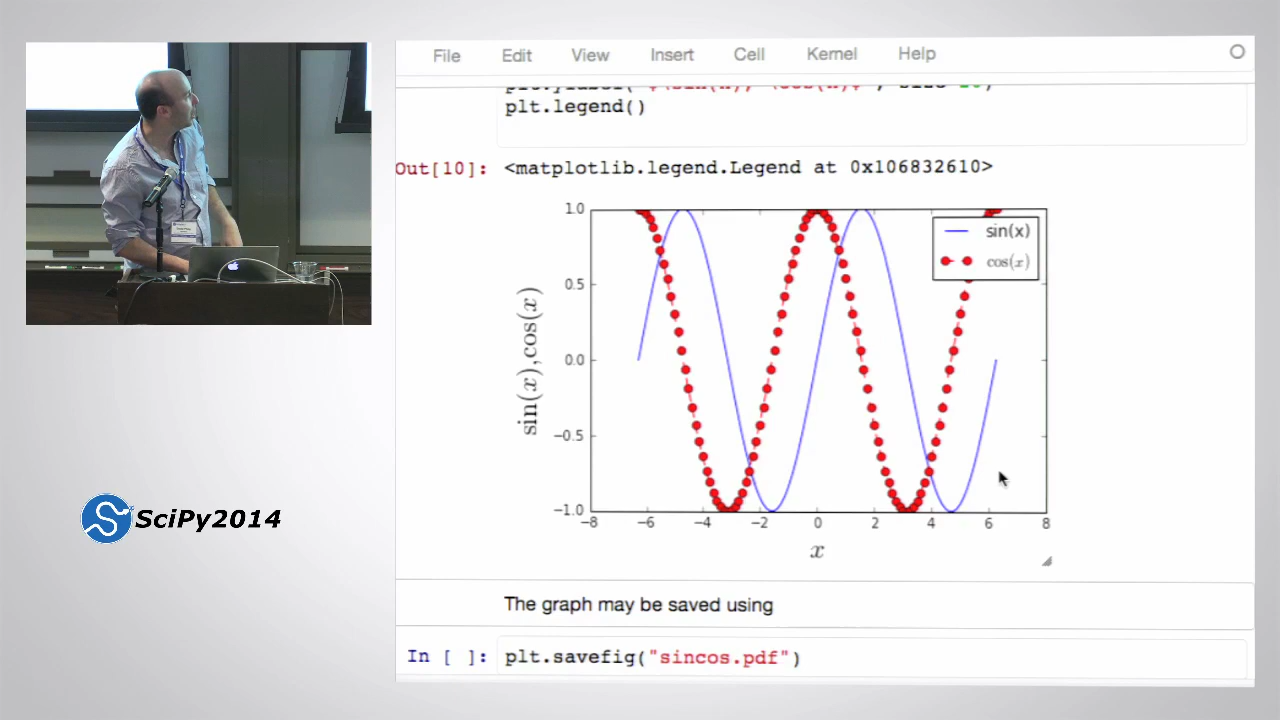 File Edit View Insert Cell Kernel Help
plt.legend()
Out[10]: <matplotlib.legend.Legend at 0x106832610>
1.0
0.5
0.0
−0.5
−1.0
sin(x),cos(x)
sin(x)
cos(x)
−8 −6 −4 −2 0 2 4 6 8
x
The graph may be saved using
In [ ]: plt.savefig("sincos.pdf")
SciPy2014